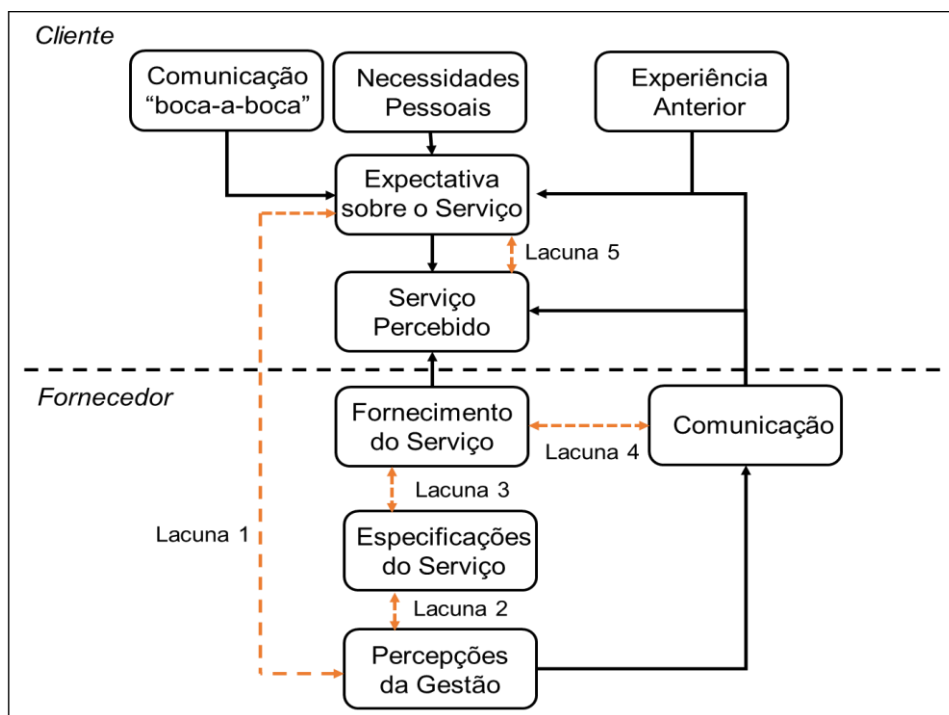 Cliente
Comunicação
“boca-a-boca”
Necessidades
Pessoais
Experiência
Anterior
Expectativa
sobre o Serviço
Lacuna 5
Serviço
Percebido
Fornecedor
Fornecimento
do Serviço
Comunicação
Lacuna 4
Lacuna 3
Lacuna 1
Especificações
do Serviço
Lacuna 2
Percepções
da Gestão